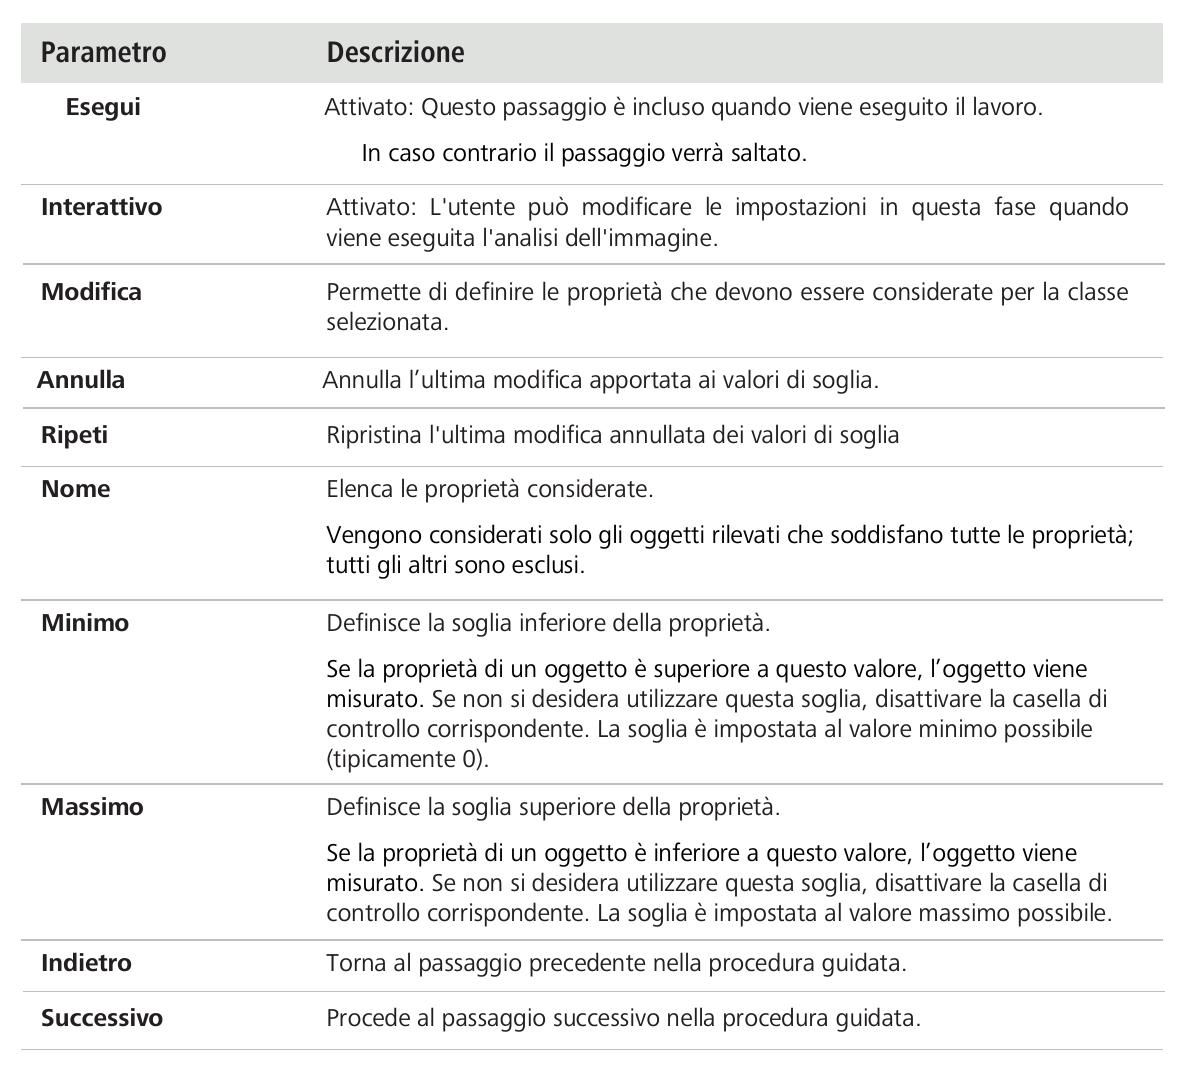 Parametro Descrizione
Esegui Attivato: Questo passaggio è incluso quando viene eseguito il lavoro.
In caso contrario il passaggio verrà saltato.
Interattivo Attivato: L'utente può modificare le impostazioni in questa fase quando
viene eseguita l'analisi dell'immagine.
Modifica Permette di definire le proprietà che devono essere considerate per la classe
selezionata.
Annulla Annulla l’ultima modifica apportata ai valori di soglia.
Ripeti Ripristina l'ultima modifica annullata dei valori di soglia
Nome Elenca le proprietà considerate.
Vengono considerati solo gli oggetti rilevati che soddisfano tutte le proprietà;
tutti gli altri sono esclusi.
Minimo Definisce la soglia inferiore della proprietà.
Se la proprietà di un oggetto è superiore a questo valore, l’oggetto viene
misurato. Se non si desidera utilizzare questa soglia, disattivare la casella di
controllo corrispondente. La soglia è impostata al valore minimo possibile
(tipicamente 0).
Massimo Definisce la soglia superiore della proprietà.
Se la proprietà di un oggetto è inferiore a questo valore, l’oggetto viene
misurato. Se non si desidera utilizzare questa soglia, disattivare la casella di
controllo corrispondente. La soglia è impostata al valore massimo possibile.
Indietro Torna al passaggio precedente nella procedura guidata.
Successivo Procede al passaggio successivo nella procedura guidata.